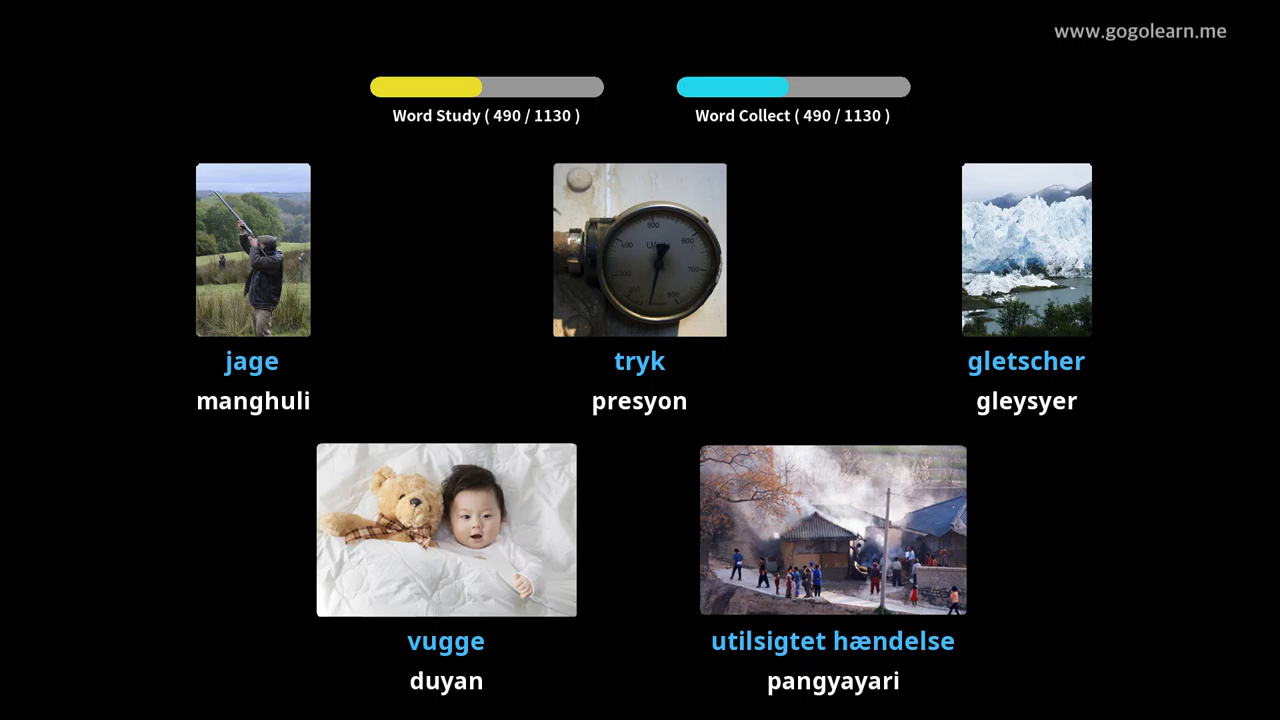 www.gogolearn.me
Word Study ( 490 / 1130 )
Word Collect ( 490 / 1130 )
jage
tryk
gletscher
manghuli
presyon
gleysyer
vugge
utilsigtet hændelse
duyan
pangyayari